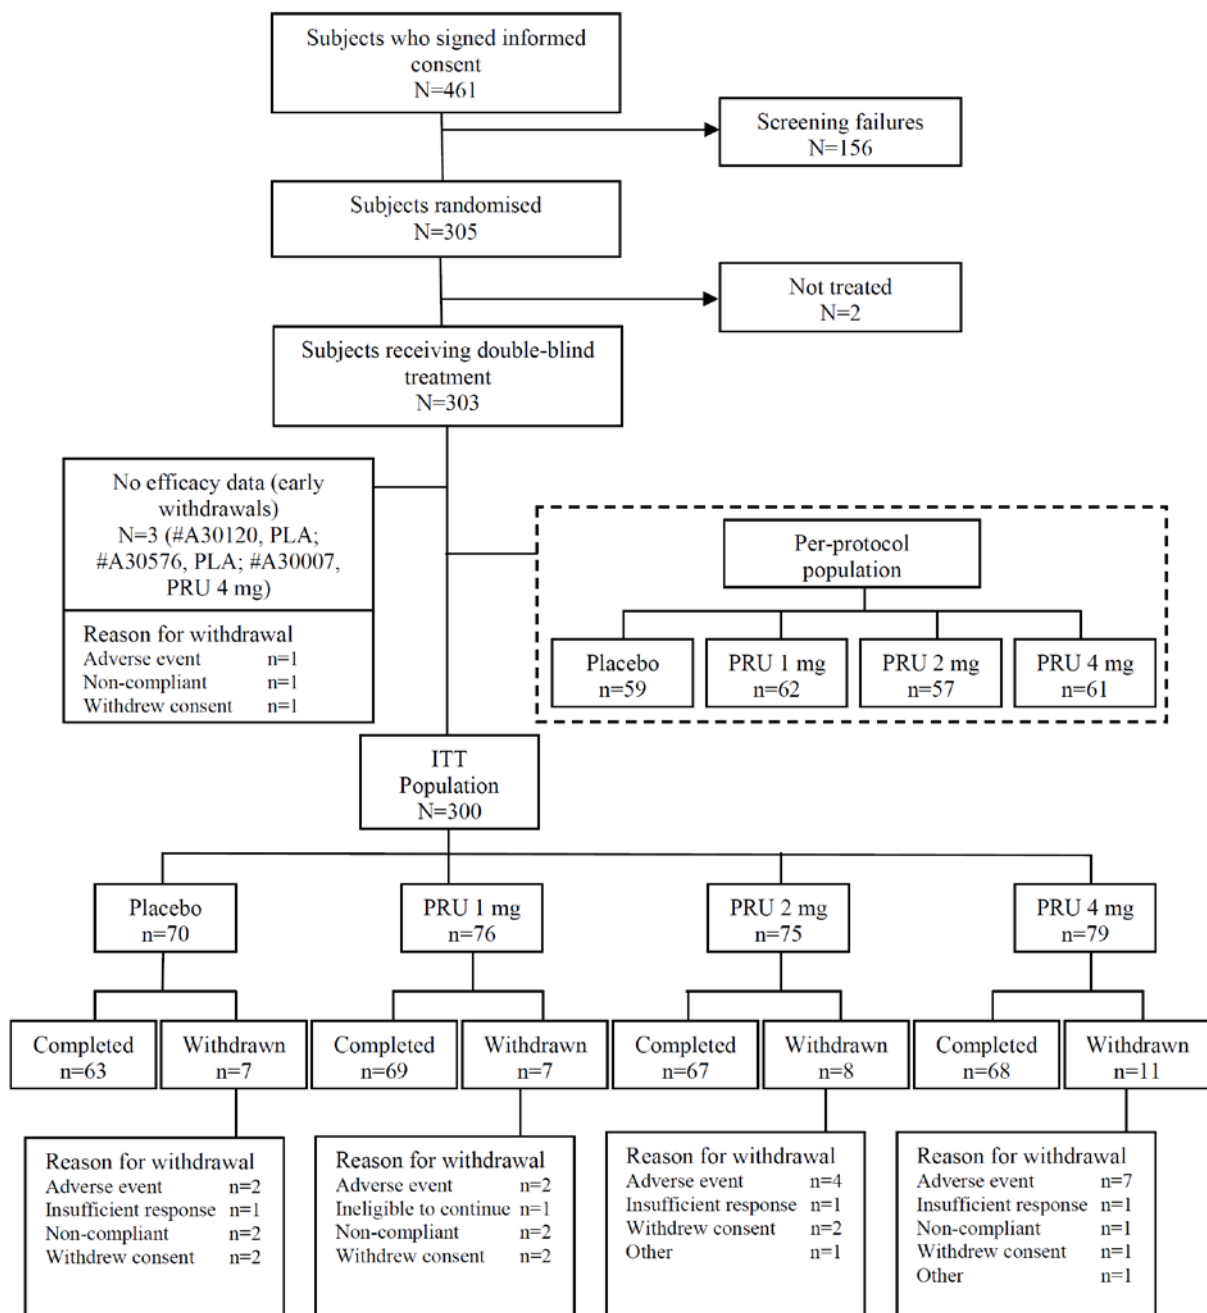 Subjects who signed informed
consent
N=461
Screening failures
N=156
Subjects randomised
N=305
Not treated
N=2
Subjects receiving double-blind
treatment
N=303
No efficacy data (early
withdrawals)
N=3 (#A30120, PLA;
#A30576, PLA; #A30007,
PRU 4 mg)
Reason for withdrawal
Adverse event n=1
Non-compliant n=1
Withdrew consent n=1
Per-protocol
population
Placebo
n=59
PRU 1 mg
n=62
PRU 2 mg
n=57
PRU 4 mg
n=61
ITT
Population
N=300
Placebo
n=70
PRU 1 mg
n=76
PRU 2 mg
n=75
PRU 4 mg
n=79
Completed
n=63
Withdrawn
n=7
Completed
n=69
Withdrawn
n=7
Completed
n=67
Withdrawn
n=8
Completed
n=68
Withdrawn
n=11
Reason for withdrawal
Adverse event n=2
Insufficient response n=1
Non-compliant n=2
Withdrew consent n=2
Reason for withdrawal
Adverse event n=2
Ineligible to continue n=1
Non-compliant n=2
Withdrew consent n=2
Reason for withdrawal
Adverse event n=4
Insufficient response n=1
Withdrew consent n=2
Other n=1
Reason for withdrawal
Adverse event n=7
Insufficient response n=1
Non-compliant n=1
Withdrew consent n=1
Other n=1